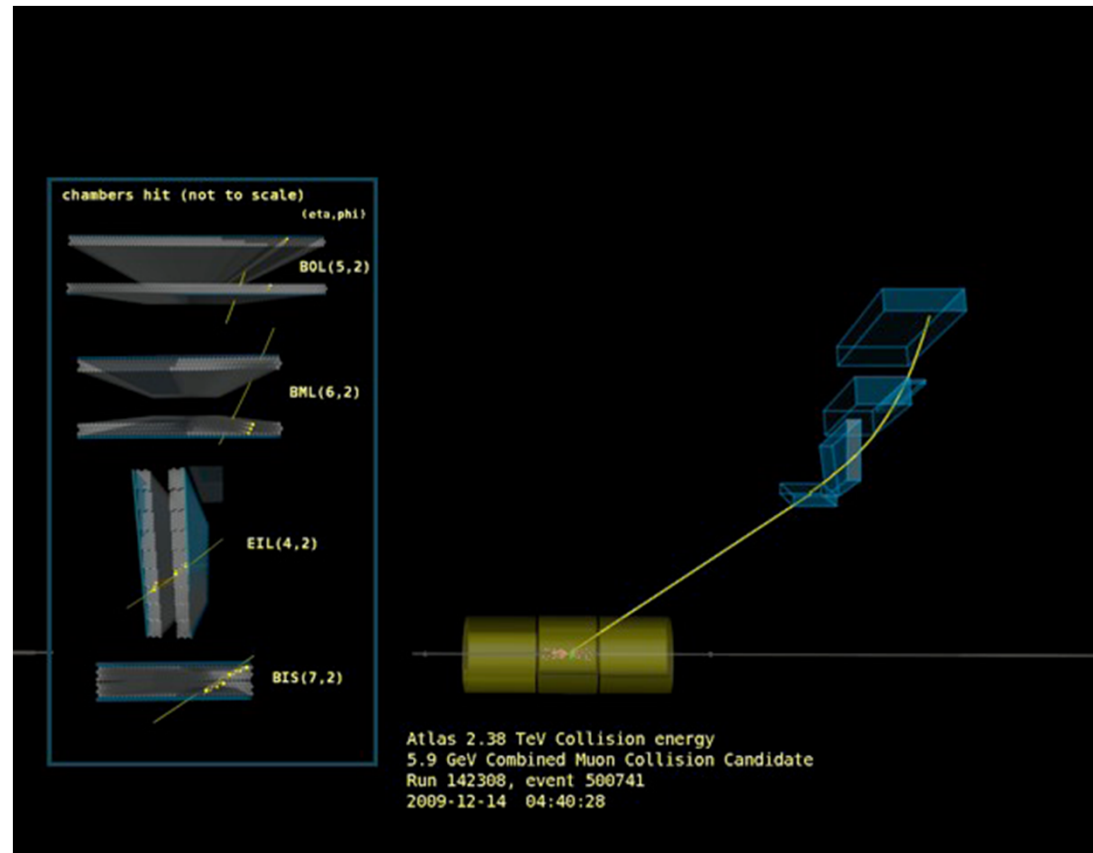 chambers hit (not to scale)
(eta,phi)
BOL(5,2)
BML(6,2)
EIL(4,2)
BIS(7,2)
Atlas 2.38 TeV Collision energy
5.9 GeV Combined Muon Collision Candidate
Run 142308, event 500741
2009-12-14  04:40:28